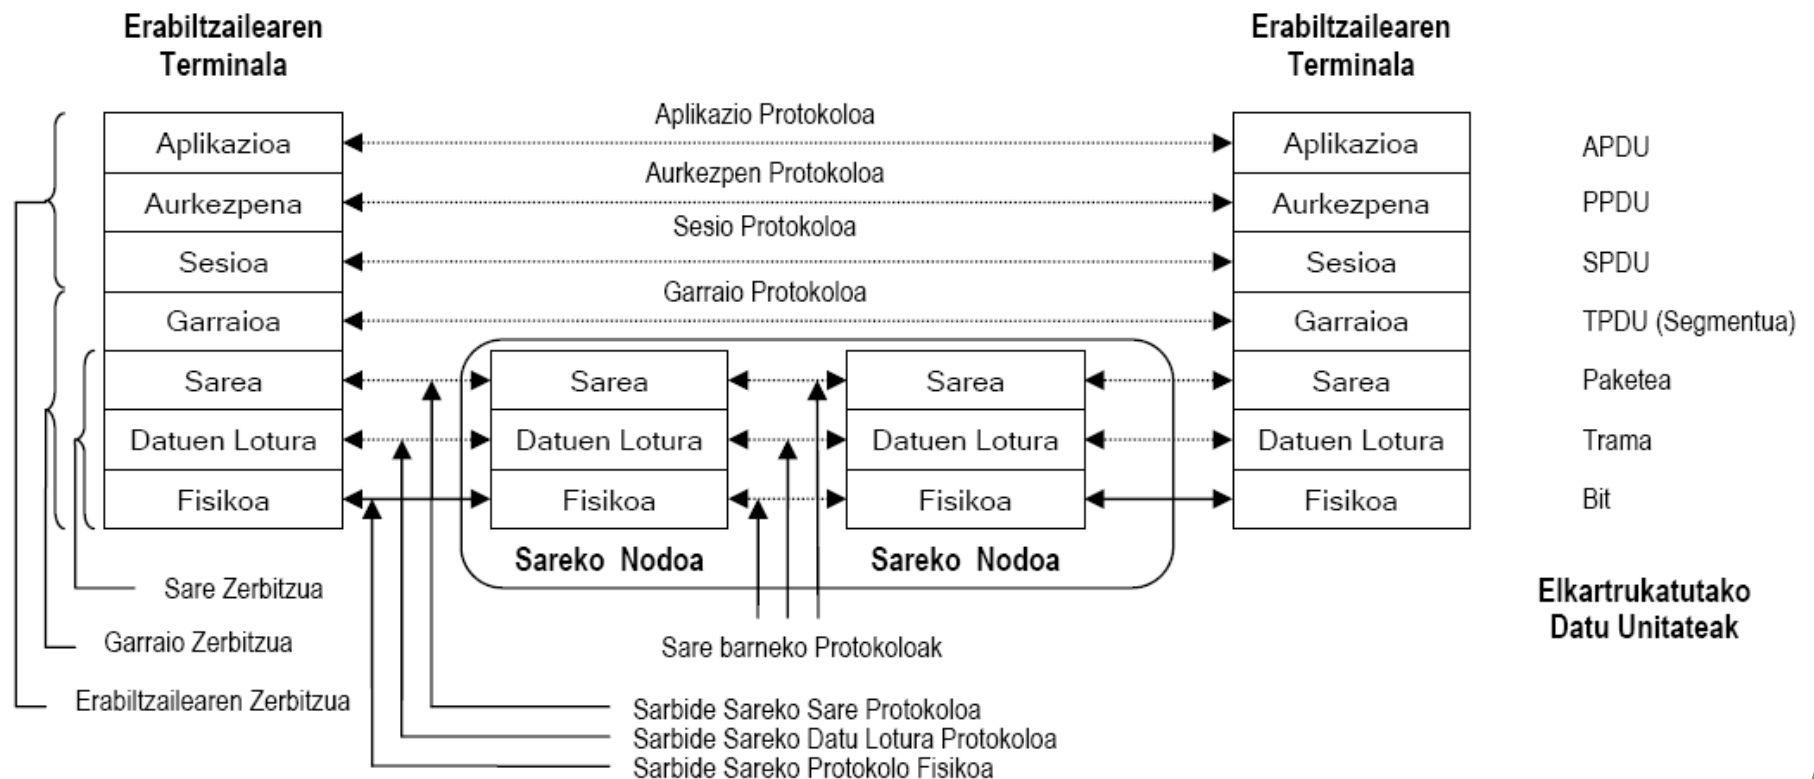 Erabiltzailearen
Terminala
Erabiltzailearen
Terminala
Aplikazio Protokoloa
Aplikazioa
Aplikazioa
APDU
Aurkezpen Protokoloa
Aurkezpena
Aurkezpena
PPDU
Sesio Protokoloa
Sesioa
Sesioa
SPDU
Garraio Protokoloa
Garraioa
Garraioa
TPDU (Segmentua)
Sarea
Sarea
Sarea
Sarea
Paketea
Datuen Lotura
Datuen Lotura
Datuen Lotura
Datuen Lotura
Trama
Fisikoa
Fisikoa
Fisikoa
Fisikoa
Bit
Sareko Nodoa
Sareko Nodoa
Sare Zerbitzua
Elkartrukatutako
Datu Unitateak
Garraio Zerbitzua
Sare barneko Protokoloak
Erabiltzailearen Zerbitzua
Sarbide Sareko Sare Protokoloa
Sarbide Sareko Datu Lotura Protokoloa
Sarbide Sareko Protokolo Fisikoa